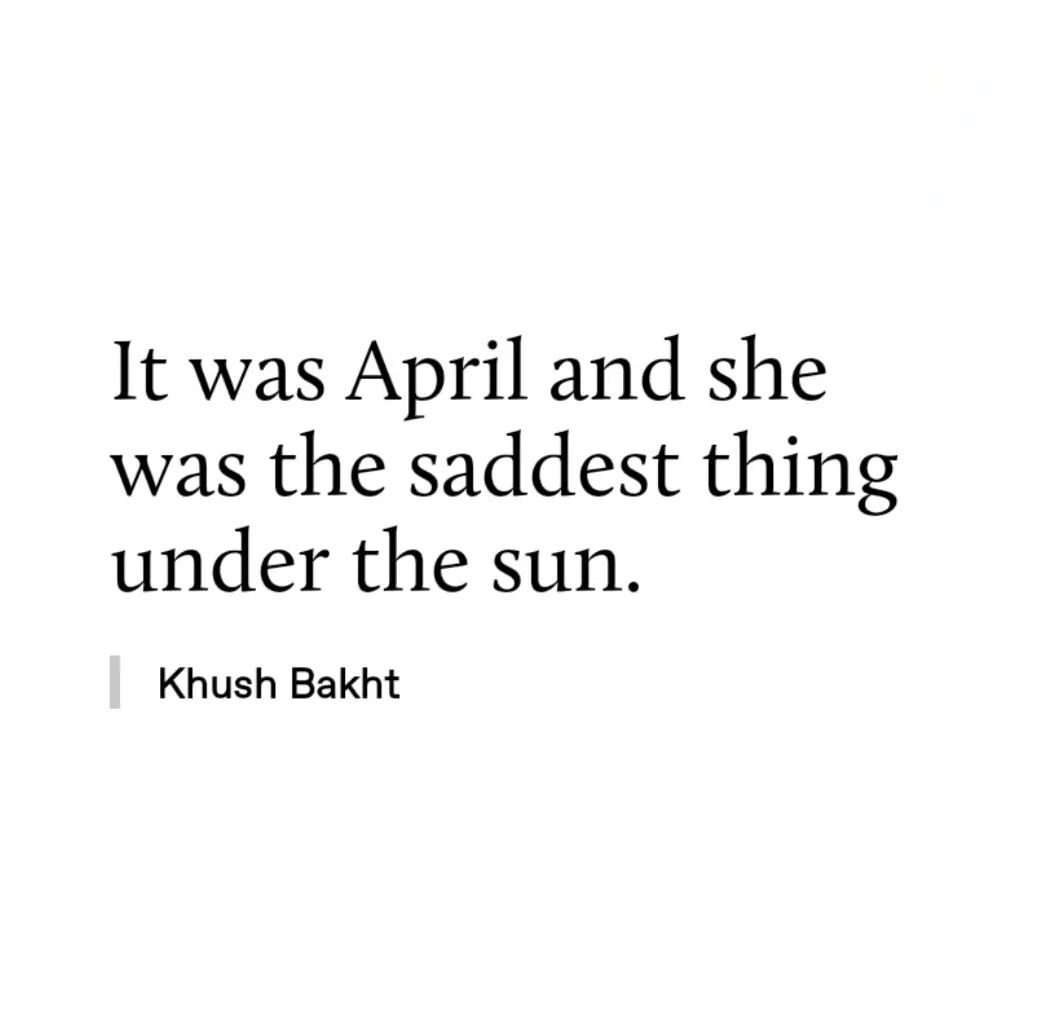 It was April and she
was the saddest thing
under the sun.
Khush Bakht